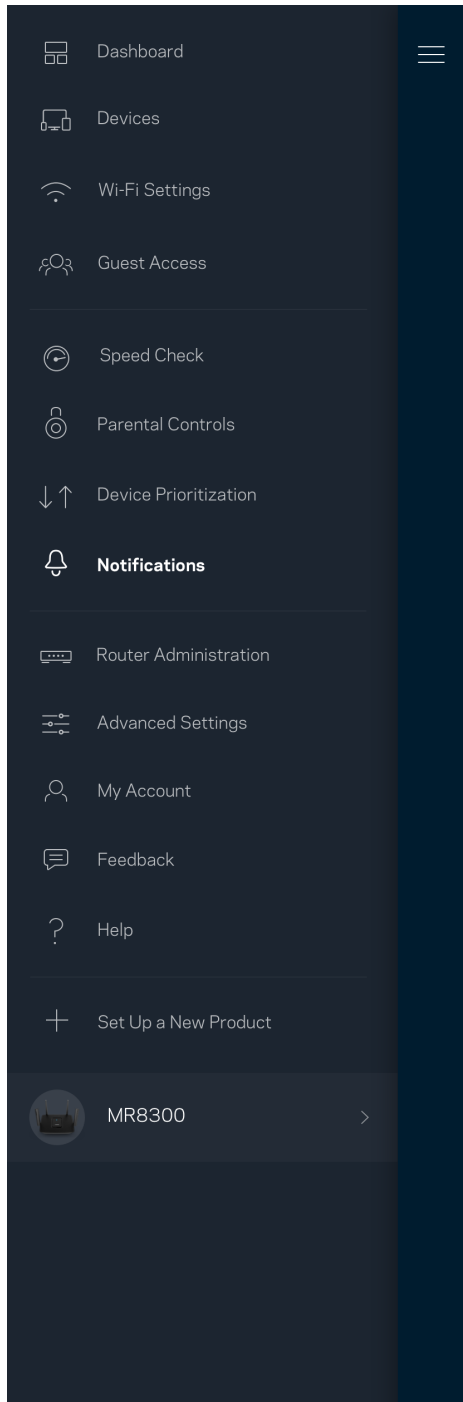 Dashboard
Devices
Wi-Fi Settings
Guest Access
Speed Check
Parental Controls
Device Prioritization
Notifications
Router Administration
Advanced Settings
My Account
Feedback
Help
Set Up a New Product
MR8300